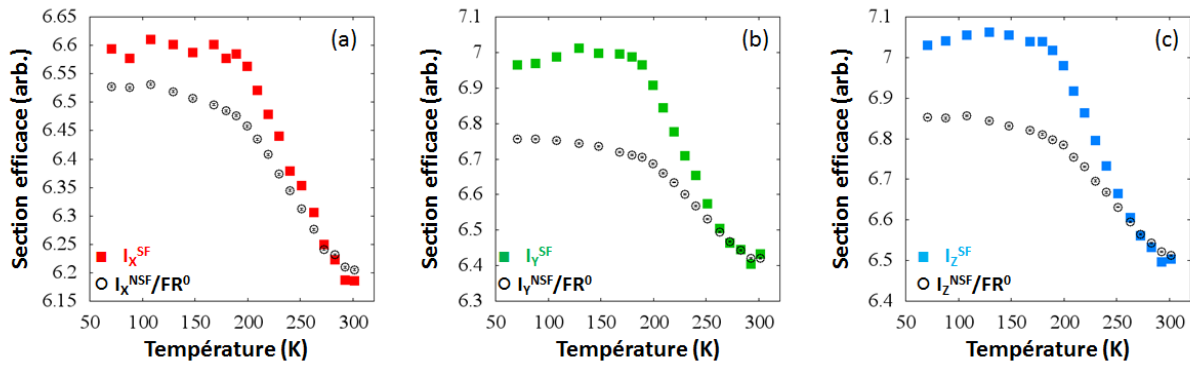 6.65
6.6
6.55
6.5
6.45
6.4
6.35
6.3
6.25
6.2
6.15
Section efficace (arb.)
(a)
I_X^SF
I_X^NSF/FR^0
50 100 150 200 250 300
Température (K)
7.1
7
6.9
6.8
6.7
6.6
6.5
6.4
6.3
Section efficace (arb.)
(b)
I_Y^SF
I_Y^NSF/FR^0
50 100 150 200 250 300
Température (K)
7.1
7
6.9
6.8
6.7
6.6
6.5
6.4
Section efficace (arb.)
(c)
I_Z^SF
I_Z^NSF/FR^0
50 100 150 200 250 300
Température (K)